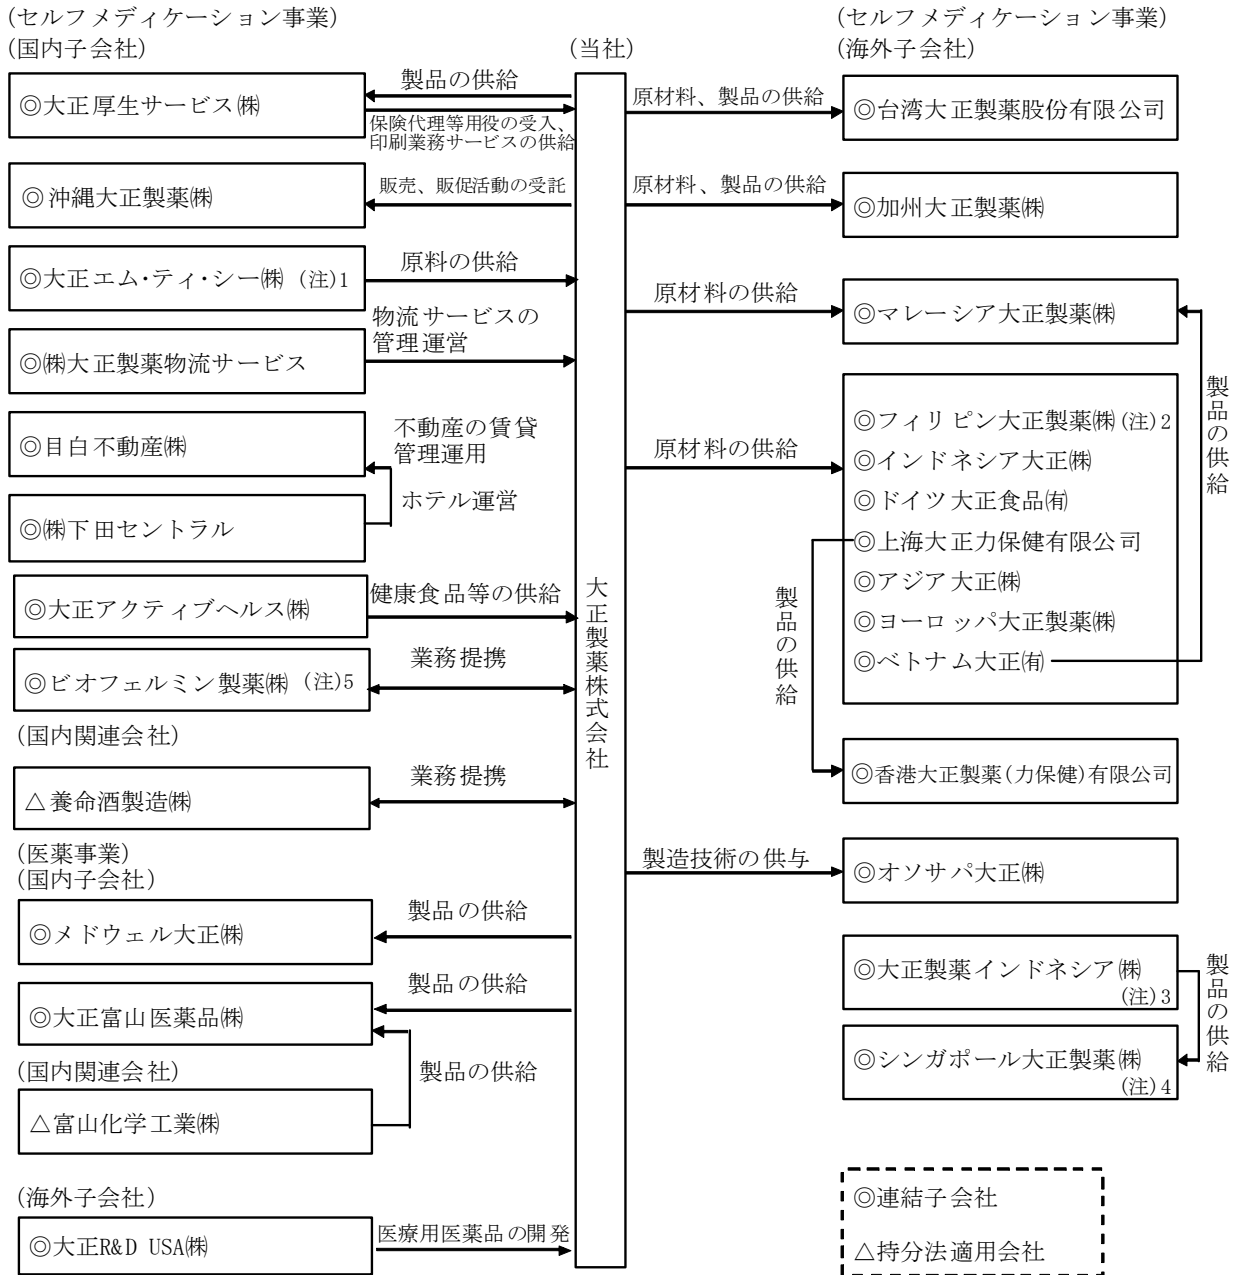 (セルフメディケーション事業)
(国内子会社)
◎大正厚生サービス㈱
製品の供給
保険代理等用役の受入、
印刷業務サービスの供給
◎沖縄大正製薬㈱
販売、販促活動の受託
◎大正エム・ティ・シー㈱ (注)1
原料の供給
◎㈱大正製薬物流サービス
物流サービスの
管理運営
◎目白不動産㈱
不動産の賃貸
管理運用
◎㈱下田セントラル
ホテル運営
◎大正アクティブヘルス㈱
健康食品等の供給
◎ビオフェルミン製薬㈱ (注)5
業務提携
(国内関連会社)
△養命酒製造㈱
業務提携
(医薬事業)
(国内子会社)
◎メドウェル大正㈱
製品の供給
◎大正富山医薬品㈱
製品の供給
(国内関連会社)
△富山化学工業㈱
製品の供給
(海外子会社)
◎大正R&D USA㈱
医療用医薬品の開発
(当社)
大正製薬株式会社
(セルフメディケーション事業)
(海外子会社)
原材料、製品の供給
◎台湾大正製薬股份有限公司
原材料、製品の供給
◎加州大正製薬㈱
原材料の供給
◎マレーシア大正製薬㈱
原材料の供給
◎フィリピン大正製薬㈱(注)2
◎インドネシア大正㈱
◎ドイツ大正食品㈲
◎上海大正力保健有限公司
◎アジア大正㈱
◎ヨーロッパ大正製薬㈱
◎ベトナム大正㈲
製品の供給
製品の供給
◎香港大正製薬(力保健)有限公司
製造技術の供与
◎オソサパ大正㈱
◎大正製薬インドネシア㈱
(注)3
製品の供給
◎シンガポール大正製薬㈱
(注)4
◎連結子会社
△持分法適用会社